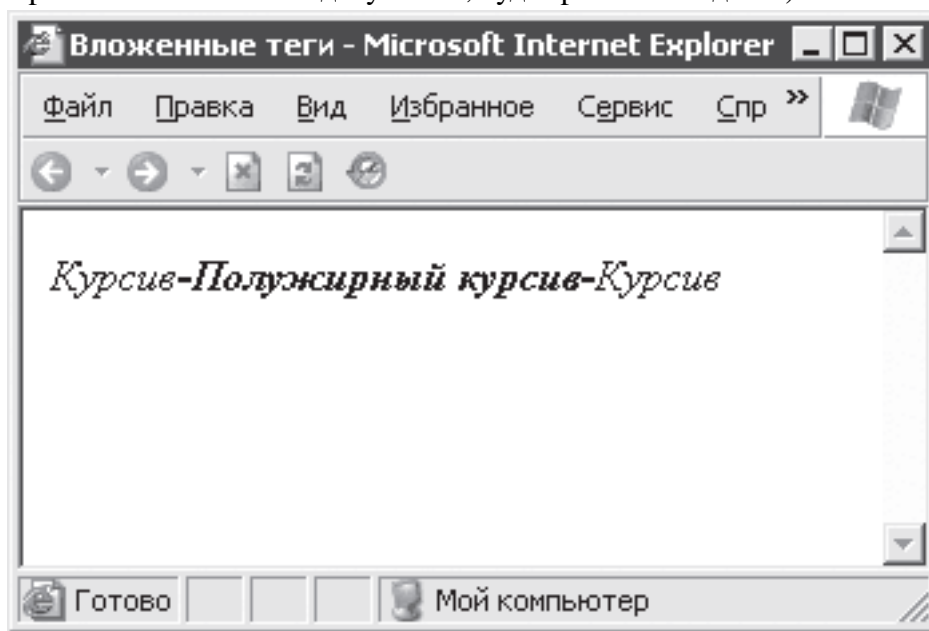 Вложенные теги - Microsoft Internet Explorer
Файл Правка Вид Избранное Сервис Спр »
Курсив-Полужирный курсив-Курсив
Готово Мой компьютер